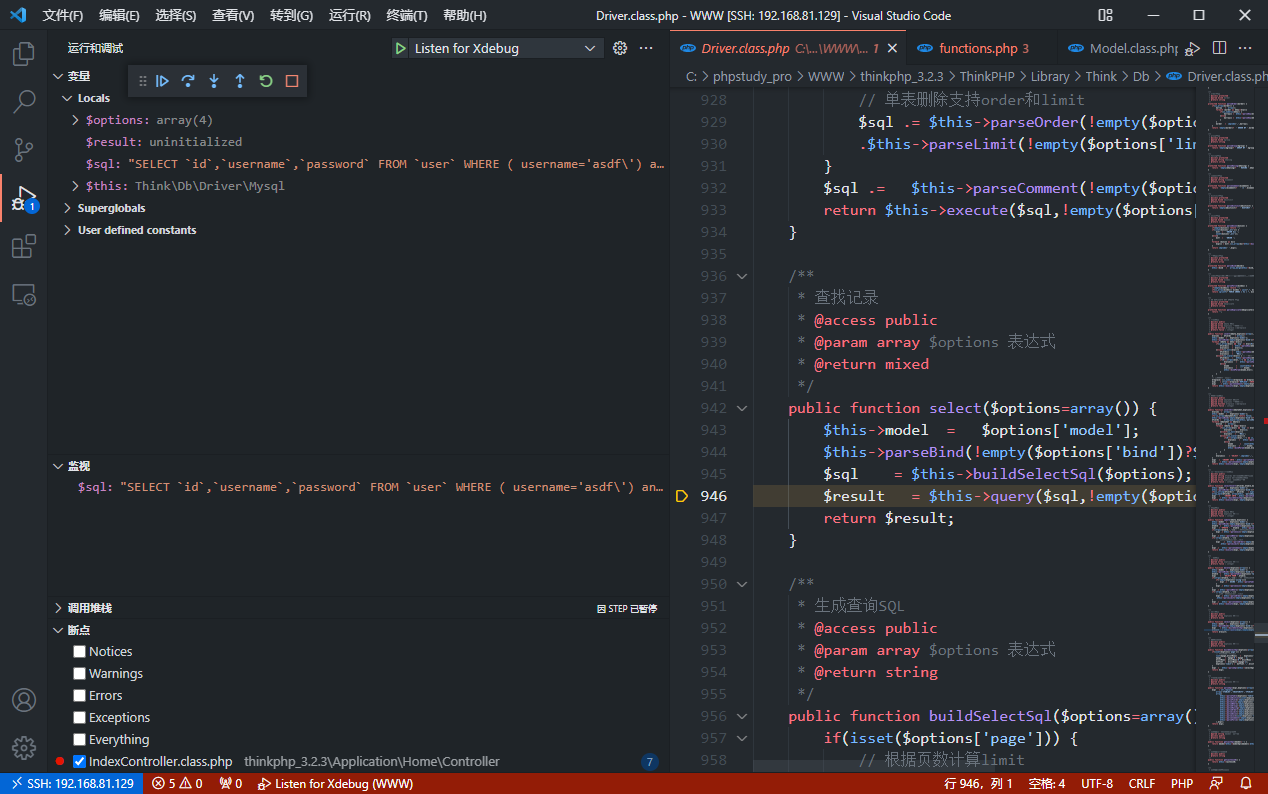 文件(F) 编辑(E) 选择(S) 查看(V) 转到(G) 运行(R) 终端(T) 帮助(H) Driver.class.php - WWW [SSH: 192.168.81.129] - Visual Studio Code
运行和调试 Listen for Xdebug
变量
Locals
$options: array(4)
$result: uninitialized
$sql: "SELECT `id`,`username`,`password` FROM `user` WHERE ( username='asdf\') a…
$this: Think\Db\Driver\Mysql
Superglobals
User defined constants
监视
$sql: "SELECT `id`,`username`,`password` FROM `user` WHERE ( username='asdf\') an…
调用堆栈 因 STEP 已暂停
断点
Notices
Warnings
Errors
Exceptions
Everything
IndexController.class.php thinkphp_3.2.3\Application\Home\Controller 7
1
Driver.class.php C:\...\WWW\... 1 functions.php 3 Model.class.php
C: > phpstudy_pro > WWW > thinkphp_3.2.3 > ThinkPHP > Library > Think > Db > Driver.class.ph
928 // 单表删除支持order和limit
929 $sql .= $this->parseOrder(!empty($optio
930 .$this->parseLimit(!empty($options['lim
931 }
932 $sql .= $this->parseComment(!empty($optio
933 return $this->execute($sql,!empty($options[
934 }
935
936 /**
937 * 查找记录
938 * @access public
939 * @param array $options 表达式
940 * @return mixed
941 */
942 public function select($options=array()) {
943 $this->model = $options['model'];
944 $this->parseBind(!empty($options['bind'])?$
945 $sql = $this->buildSelectSql($options);
946 $result = $this->query($sql,!empty($optio
947 return $result;
948 }
949
950 /**
951 * 生成查询SQL
952 * @access public
953 * @param array $options 表达式
954 * @return string
955 */
956 public function buildSelectSql($options=array()
957 if(isset($options['page'])) {
958 // 根据页数计算limit
SSH: 192.168.81.129 5 0 0 Listen for Xdebug (WWW) 行 946，列 1 空格: 4 UTF-8 CRLF PHP